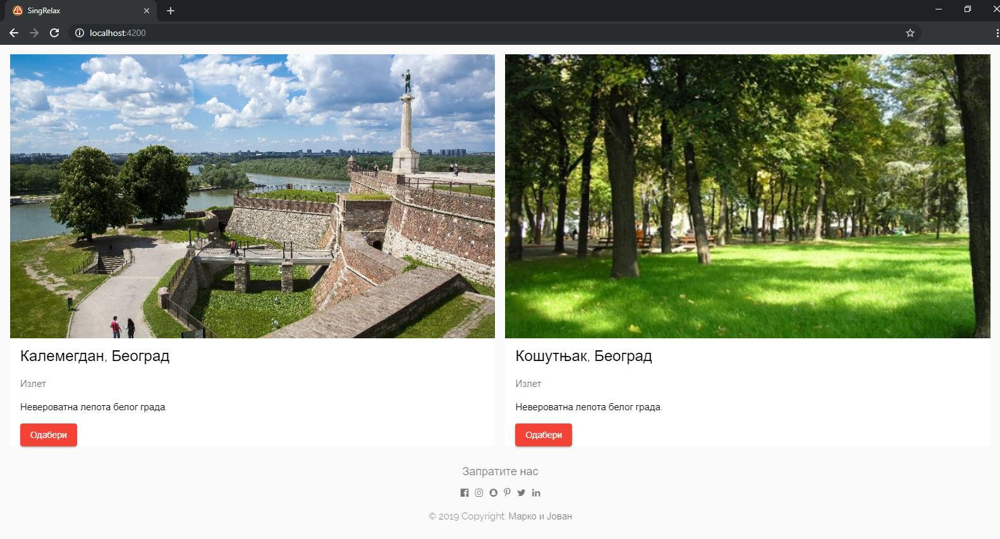 SingRelax
localhost:4200
Калемегдан, Београд
Излет
Невероватна лепота белог града.
Одабери
Кошутњак, Београд
Излет
Невероватна лепота белог града.
Одабери
Запратите нас
© 2019 Copyright: Марко и Јован